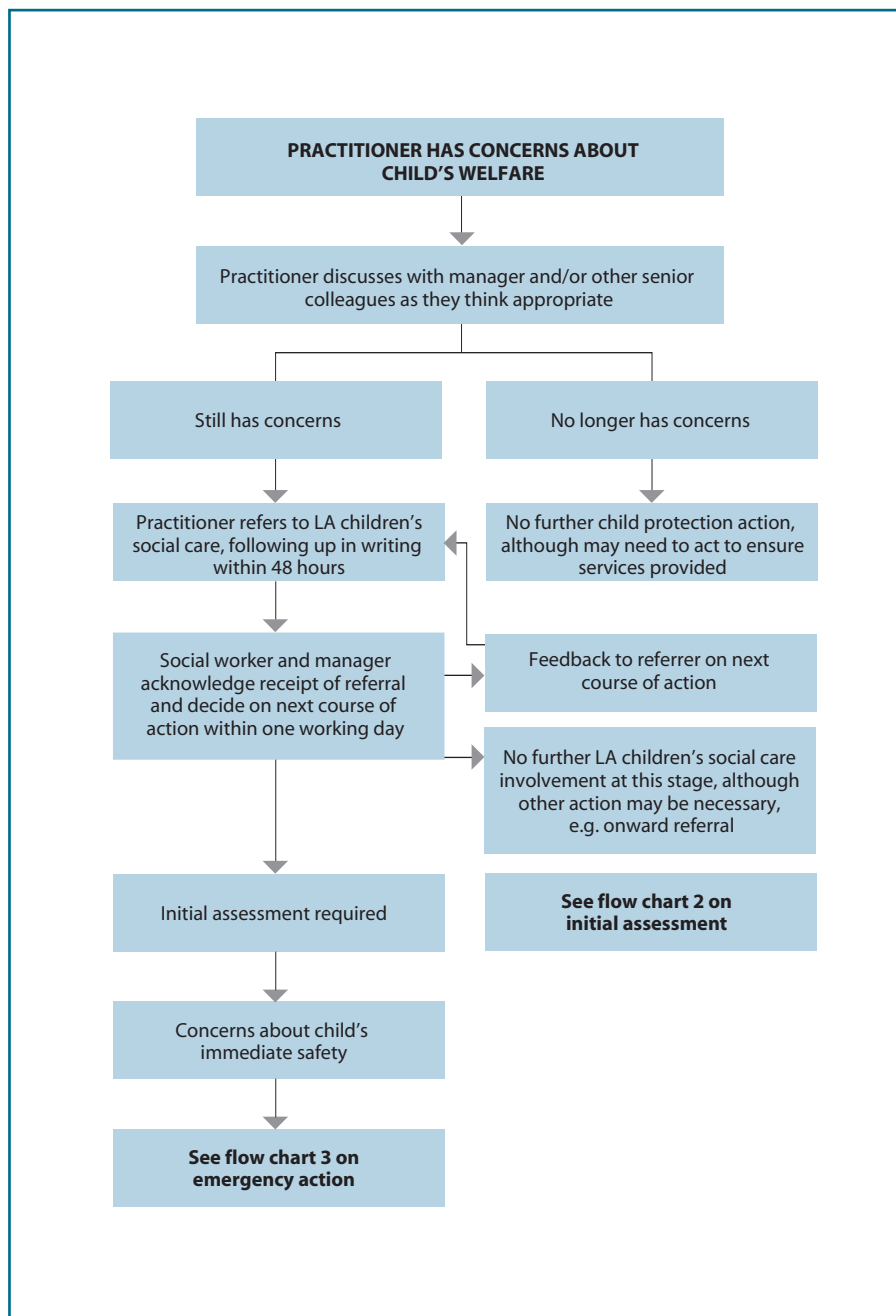 PRACTITIONER HAS CONCERNS ABOUT
CHILD’S WELFARE
Practitioner discusses with manager and/or other senior
colleagues as they think appropriate
Still has concerns
No longer has concerns
Practitioner refers to LA children’s
social care, following up in writing
within 48 hours
No further child protection action,
although may need to act to ensure
services provided
Social worker and manager
acknowledge receipt of referral
and decide on next course of
action within one working day
Feedback to referrer on next
course of action
No further LA children’s social care
involvement at this stage, although
other action may be necessary,
e.g. onward referral
Initial assessment required
See flow chart 2 on
initial assessment
Concerns about child’s
immediate safety
See flow chart 3 on
emergency action